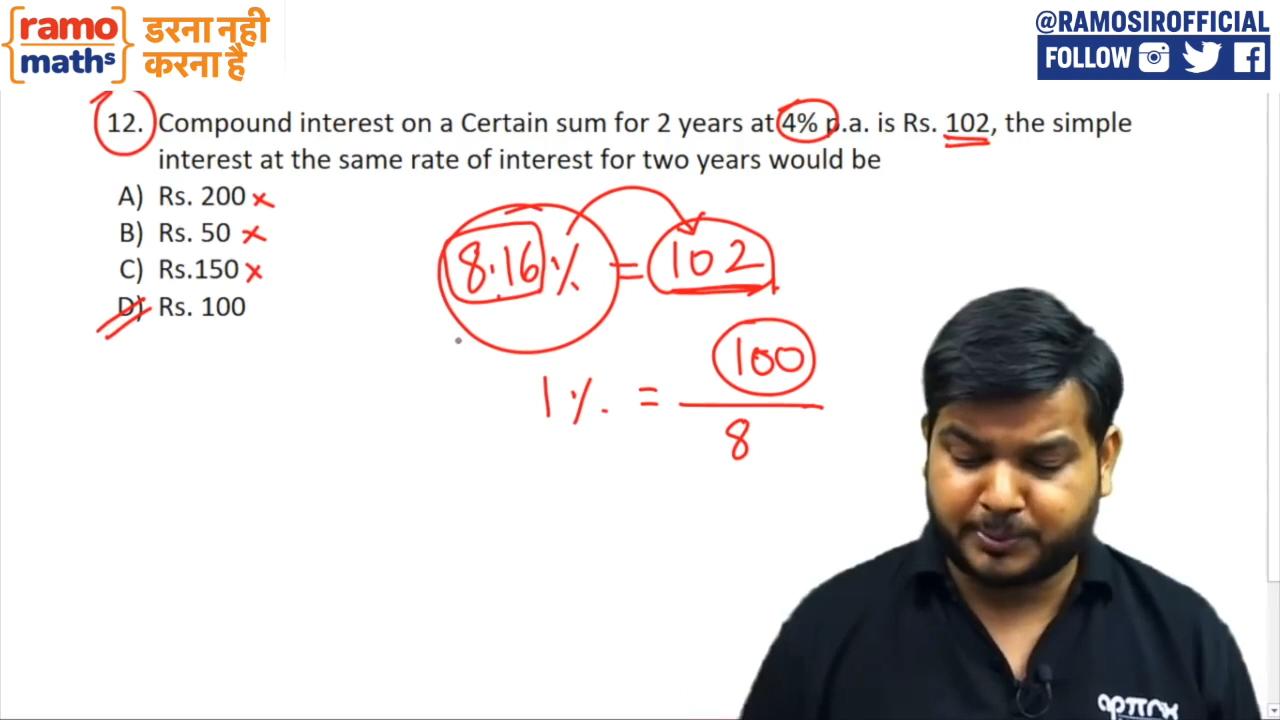 ramo
maths
डरना नही
करना है
@RAMOSIROFFICIAL
FOLLOW
12. Compound interest on a Certain sum for 2 years at 4% p.a. is Rs. 102, the simple
interest at the same rate of interest for two years would be
A) Rs. 200 x
B) Rs. 50 x
C) Rs.150 x
D) Rs. 100
8.16 % = 102
1 % = 100
8